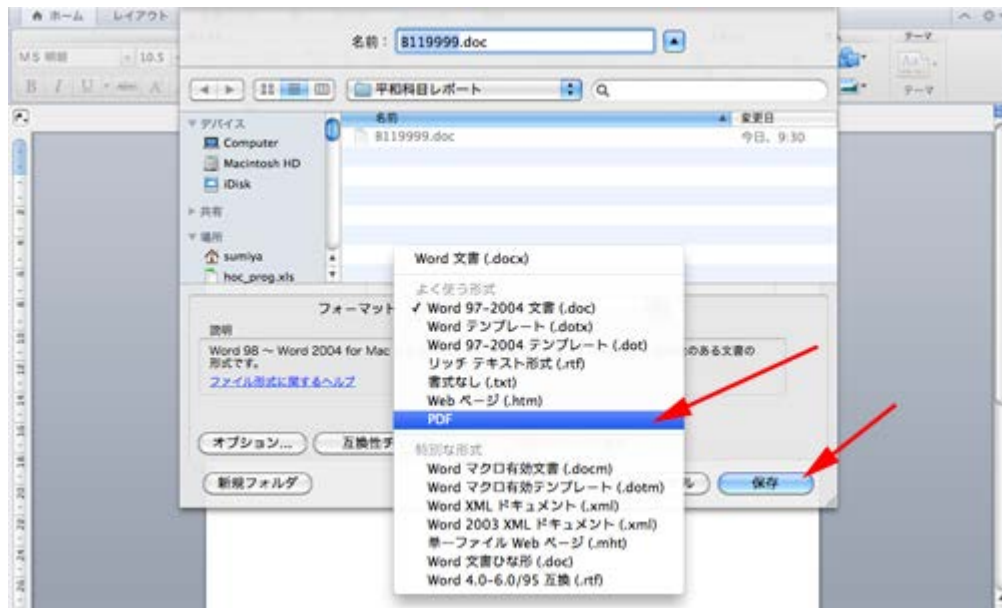 ホーム レイアウト
名前： B119999.doc
テーマ
MS 明朝 10.5
B I U ABC A
Aa
テーマ
平和科目レポート
名前 変更日
デバイス
B119999.doc 今日、9:30
Computer
Macintosh HD
iDisk
共有
場所
sumiya
hoc_prog.xls
Word 文書 (.docx)
よく使う形式
フォーマット
✓ Word 97-2004 文書 (.doc)
説明
Word テンプレート (.dotx)
Word 97-2004 テンプレート (.dot)
Word 98 ～ Word 2004 for Mac のある文書の
形式です。
リッチ テキスト形式 (.rtf)
ファイル形式に関するヘルプ
書式なし (.txt)
Web ページ (.htm)
PDF
オプション... 互換性チ
特別な形式
Word マクロ有効文書 (.docm)
新規フォルダ
Word マクロ有効テンプレート (.dotm)
ル 保存
Word XML ドキュメント (.xml)
Word 2003 XML ドキュメント (.xml)
単一ファイル Web ページ (.mht)
Word 文書ひな形 (.doc)
Word 4.0-6.0/95 互換 (.rtf)